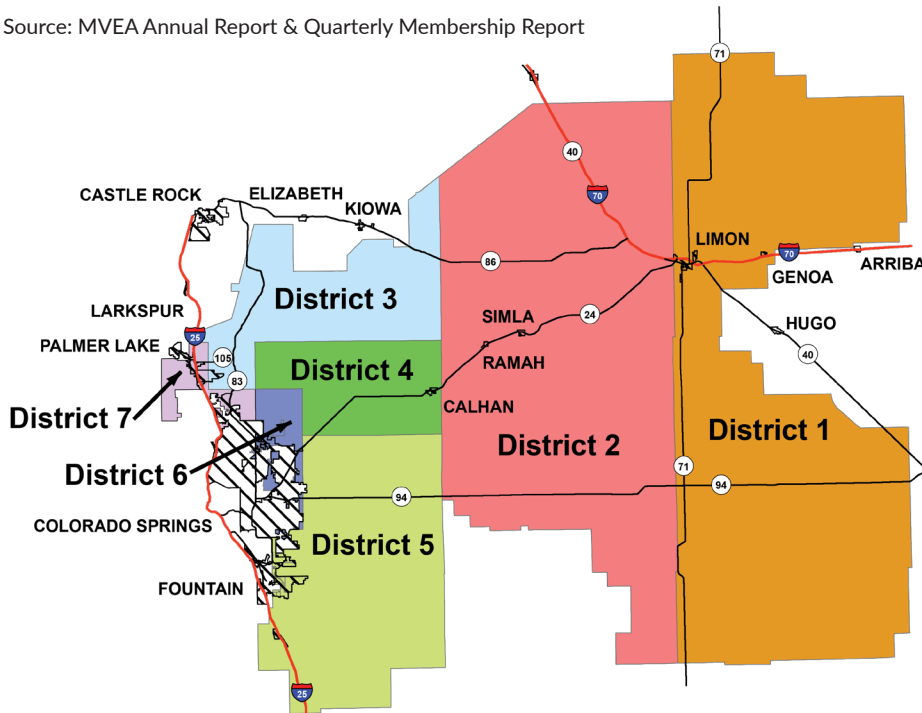 Source: MVEA Annual Report & Quarterly Membership Report
71
40
70
CASTLE ROCK
ELIZABETH
KIOWA
LIMON
86
70
ARRIBA
GENOA
District 3
LARKSPUR
SIMLA
24
HUGO
25
PALMER LAKE
105
RAMAH
40
District 4
83
CALHAN
District 7
District 2
District 1
District 6
71
94
94
COLORADO SPRINGS
District 5
FOUNTAIN
25